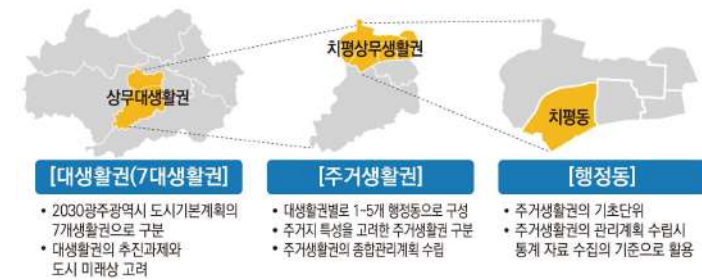 상무대생활권
치평상무생활권
치평동
[대생활권(7대생활권]
• 2030광주광역시 도시기본계획의
7개생활권으로 구분
• 대생활권의 추진과제와
도시 미래상 고려
[주거생활권]
• 대생활권별로 1-5개 행정동으로 구성
• 주거지 특성을 고려한 주거생활권 구분
• 주거생활권의 종합관리계획 수립
[행정동]
• 주거생활권의 기초단위
• 주거생활권의 관리계획 수립시
통계 자료 수집의 기준으로 활용